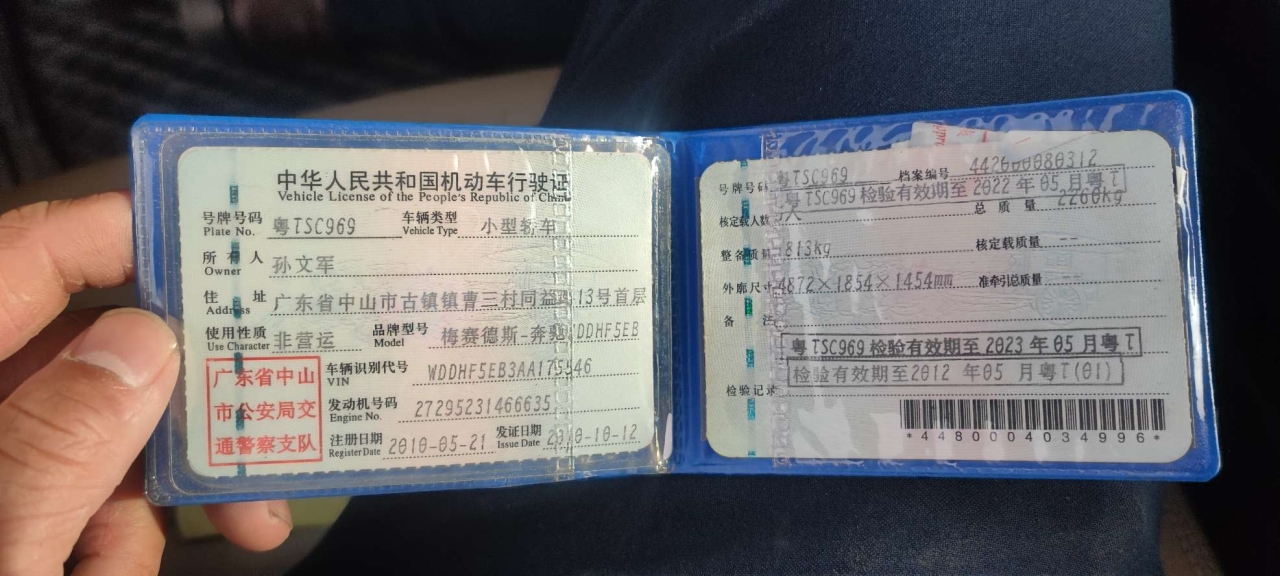 中华人民共和国机动车行驶证
Vehicle License of the People's Republic of China
号牌号码 粤TSC969 车辆类型 小型轿车
Plate No. Vehicle Type
所有人 孙文军
Owner
住址 广东省中山市古镇镇曹三村同益 13号首层
Address
使用性质 非营运 品牌型号 梅赛德斯-奔驰WDDHF5EB
Use Character Model
广东省中山
市公安局交
通警察支队
车辆识别代号 WDDHF5EB3AA175546
VIN
发动机号码 27295231466635
Engine No.
注册日期 2010-05-21 发证日期 2010-10-12
Register Date Issue Date
号牌号码 粤TSC969 档案编号 442000080312
粤TSC969检验有效期至2022年05月粤T
核定载人数 人 总质量 2260kg
整备质量 1813kg 核定载质量 --
外廓尺寸 4872×1854×1454mm 准牵引总质量 --
备注
粤TSC969检验有效期至2023年05月粤T
检验有效期至2012 年05 月粤T(01)
检验记录
*4480004034996*